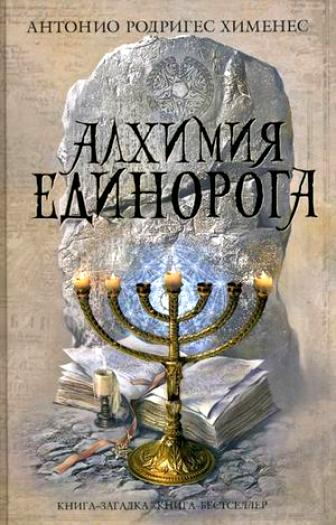 АНТОНИО РОДРИГЕС ХИМЕНЕС
АЛХИМИЯ
ЕДИНОРОГА
КНИГА-ЗАГАДКА, КНИГА-БЕСТСЕЛЛЕР